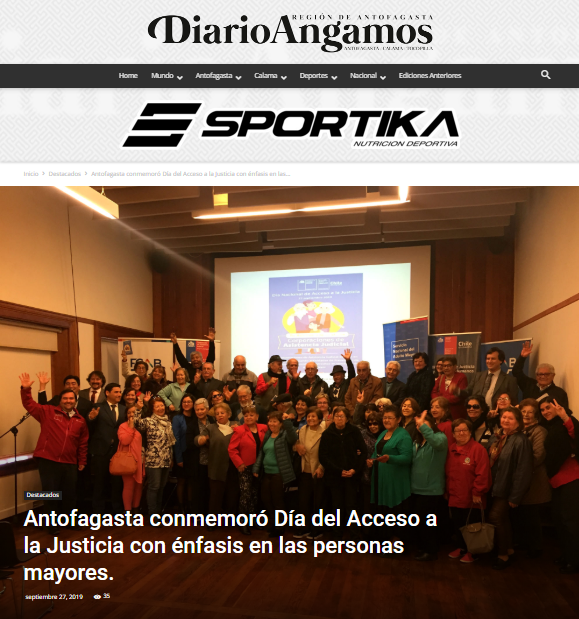 REGIÓN DE ANTOFAGASTA
DiarioAngamos
ANTOFAGASTA - CALAMA - TOCOPILLA
Home Mundo Antofagasta Calama Deportes Nacional Ediciones Anteriores
SPORTIKA
NUTRICION DEPORTIVA
Inicio > Destacados > Antofagasta conmemoró Día del Acceso a la Justicia con énfasis en las...
Chile
Destacados
Antofagasta conmemoró Día del Acceso a
la Justicia con énfasis en las personas
mayores.
septiembre 27, 2019 35